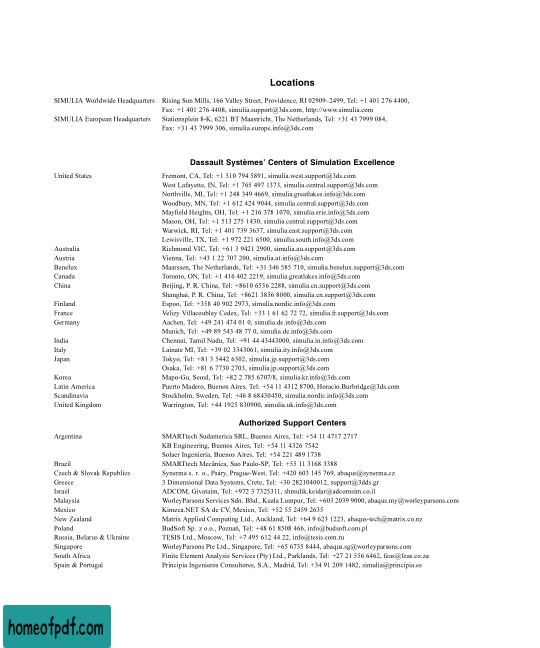 Locations
SIMULIA Worldwide Headquarters Rising Sun Mills, 166 Valley Street, Providence, RI 02909–2499, Tel: +1 401 276 4400,
Fax: +1 401 276 4408, simulia.support@3ds.com, http://www.simulia.com
SIMULIA European Headquarters Stationsplein 8-K, 6221 BT Maastricht, The Netherlands, Tel: +31 43 7999 084,
Fax: +31 43 7999 306, simulia.europe.info@3ds.com
Dassault Systèmes' Centers of Simulation Excellence
United States Fremont, CA, Tel: +1 510 794 5891, simulia.west.support@3ds.com
West Lafayette, IN, Tel: +1 765 497 1373, simulia.central.support@3ds.com
Northville, MI, Tel: +1 248 349 4669, simulia.greatlakes.info@3ds.com
Woodbury, MN, Tel: +1 612 424 9044, simulia.central.support@3ds.com
Mayfield Heights, OH, Tel: +1 216 378 1070, simulia.erie.info@3ds.com
Mason, OH, Tel: +1 513 275 1430, simulia.central.support@3ds.com
Warwick, RI, Tel: +1 401 739 3637, simulia.east.support@3ds.com
Lewisville, TX, Tel: +1 972 221 6500, simulia.south.info@3ds.com
Australia Richmond VIC, Tel: +61 3 9421 2900, simulia.au.support@3ds.com
Austria Vienna, Tel: +43 1 22 707 200, simulia.at.info@3ds.com
Benelux Maarssen, The Netherlands, Tel: +31 346 585 710, simulia.benelux.support@3ds.com
Canada Toronto, ON, Tel: +1 416 402 2219, simulia.greatlakes.info@3ds.com
China Beijing, P. R. China, Tel: +8610 6536 2288, simulia.cn.support@3ds.com
Shanghai, P. R. China, Tel: +8621 3856 8000, simulia.cn.support@3ds.com
Finland Espoo, Tel: +358 40 902 2973, simulia.nordic.info@3ds.com
France Velizy Villacoublay Cedex, Tel: +33 1 61 62 72 72, simulia.fr.support@3ds.com
Germany Aachen, Tel: +49 241 474 01 0, simulia.de.info@3ds.com
Munich, Tel: +49 89 543 48 77 0, simulia.de.info@3ds.com
India Chennai, Tamil Nadu, Tel: +91 44 43443000, simulia.in.info@3ds.com
Italy Lainate MI, Tel: +39 02 3343061, simulia.ity.info@3ds.com
Japan Tokyo, Tel: +81 3 5442 6302, simulia.jp.support@3ds.com
Osaka, Tel: +81 6 7730 2703, simulia.jp.support@3ds.com
Korea Mapo-Gu, Seoul, Tel: +82 2 785 6707/8, simulia.kr.info@3ds.com
Latin America Puerto Madero, Buenos Aires, Tel: +54 11 4312 8700, Horacio.Burbridge@3ds.com
Scandinavia Stockholm, Sweden, Tel: +46 8 68430450, simulia.nordic.info@3ds.com
United Kingdom Warrington, Tel: +44 1925 830900, simulia.uk.info@3ds.com
Authorized Support Centers
Argentina SMARTtech Sudamerica SRL, Buenos Aires, Tel: +54 11 4717 2717
KB Engineering, Buenos Aires, Tel: +54 11 4326 7542
Solaer Ingeniería, Buenos Aires, Tel: +54 221 489 1738
Brazil SMARTtech Mecánica, Sao Paulo-SP, Tel: +55 11 3168 3388
Czech & Slovak Republics Synerma s. r. o., Psáry, Prague-West, Tel: +420 603 145 769, abaqus@synerma.cz
Greece 3 Dimensional Data Systems, Crete, Tel: +30 2821040012, support@3dds.gr
Israel ADCOM, Givataim, Tel: +972 3 7325311, shmulik.keidar@adcomsim.co.il
Malaysia WorleyParsons Services Sdn. Bhd., Kuala Lumpur, Tel: +603 2039 9000, abaqus.my@worleyparsons.com
Mexico Kimeca.NET SA de CV, Mexico, Tel: +52 55 2459 2635
New Zealand Matrix Applied Computing Ltd., Auckland, Tel: +64 9 623 1223, abaqus-tech@matrix.co.nz
Poland BudSoft Sp. z o.o., Poznań, Tel: +48 61 8508 466, info@budsoft.com.pl
Russia, Belarus & Ukraine TESIS Ltd., Moscow, Tel: +7 495 612 44 22, info@tesis.com.ru
Singapore WorleyParsons Pte Ltd., Singapore, Tel: +65 6735 8444, abaqus.sg@worleyparsons.com
South Africa Finite Element Analysis Services (Pty) Ltd., Parklands, Tel: +27 21 556 6462, feas@feas.co.za
Spain & Portugal Principia Ingenieros Consultores, S.A., Madrid, Tel: +34 91 209 1482, simulia@principia.es
homeofpdf.com